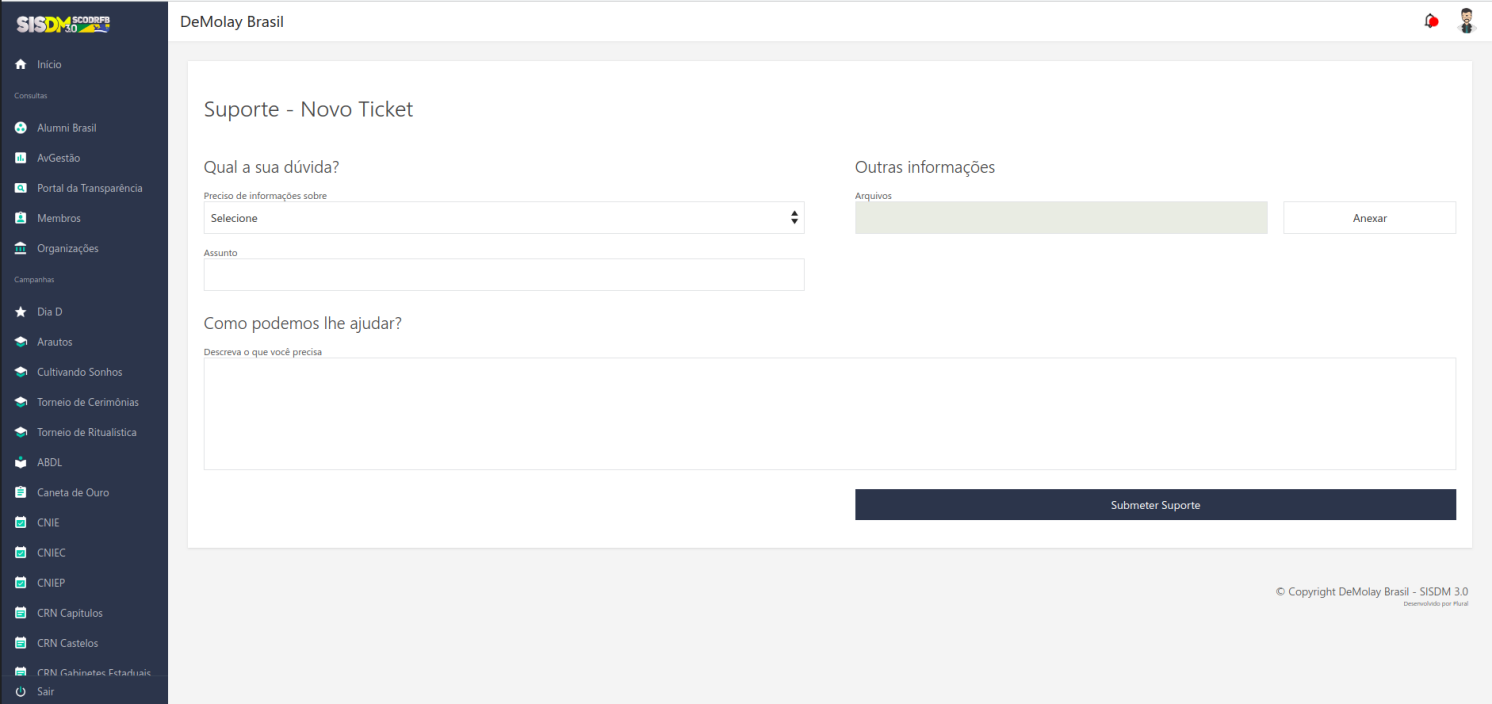 SISDM 3.0 SCODRFB
DeMolay Brasil
Início
Consultas
Alumni Brasil
AvGestão
Portal da Transparência
Membros
Organizações
Campanhas
Dia D
Arautos
Cultivando Sonhos
Torneio de Cerimônias
Torneio de Ritualística
ABDL
Caneta de Ouro
CNIE
CNIEC
CNIEP
CRN Capítulos
CRN Castelos
CRN Gabinetes Estaduais
Sair
Suporte - Novo Ticket
Qual a sua dúvida?
Preciso de informações sobre
Selecione
Assunto
Outras informações
Arquivos
Anexar
Como podemos lhe ajudar?
Descreva o que você precisa
Submeter Suporte
© Copyright DeMolay Brasil - SISDM 3.0
Desenvolvido por Plural